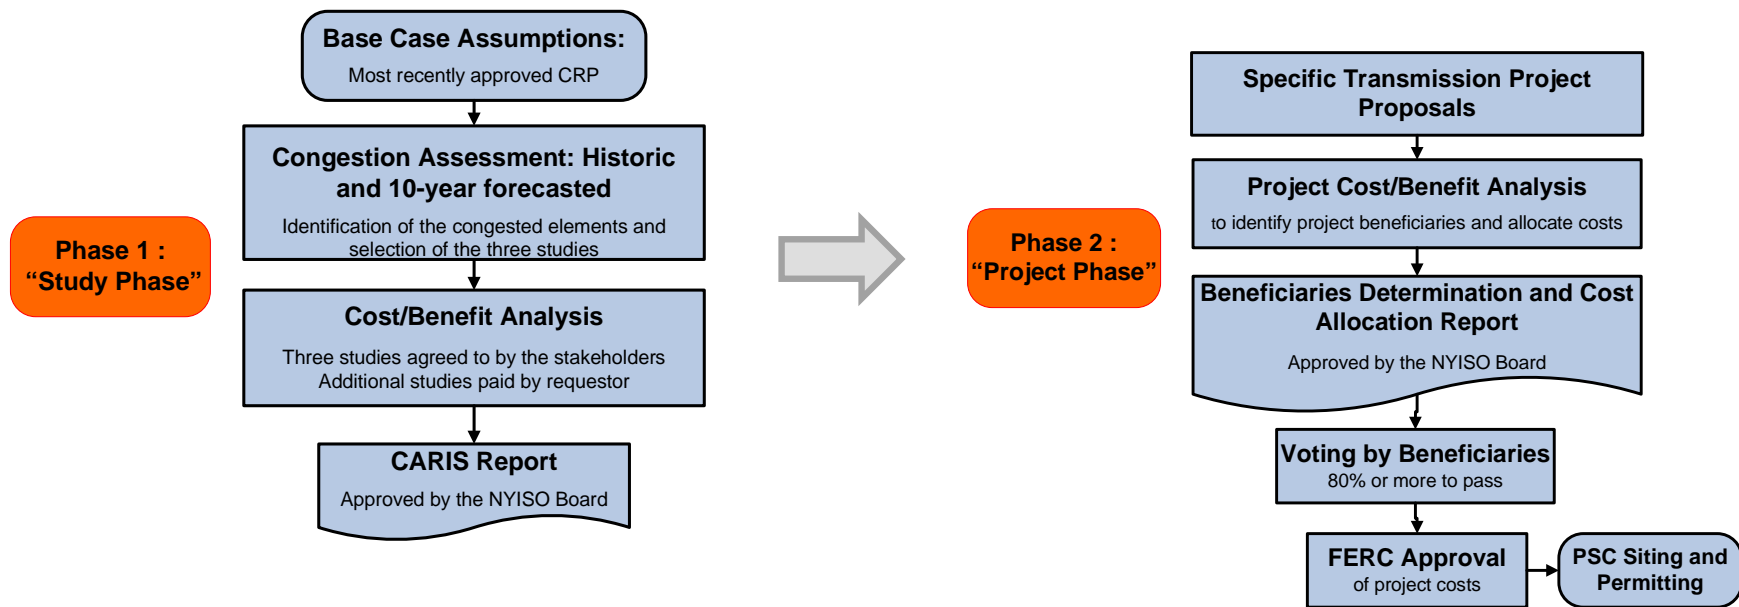 Base Case Assumptions:
Most recently approved CRP
Congestion Assessment: Historic
and 10-year forecasted
Identification of the congested elements and
selection of the three studies
Phase 1 :
“Study Phase”
Cost/Benefit Analysis
Three studies agreed to by the stakeholders
Additional studies paid by requestor
CARIS Report
Approved by the NYISO Board
Specific Transmission Project
Proposals
Project Cost/Benefit Analysis
to identify project beneficiaries and allocate costs
Phase 2 :
“Project Phase”
Beneficiaries Determination and Cost
Allocation Report
Approved by the NYISO Board
Voting by Beneficiaries
80% or more to pass
FERC Approval
of project costs
PSC Siting and
Permitting